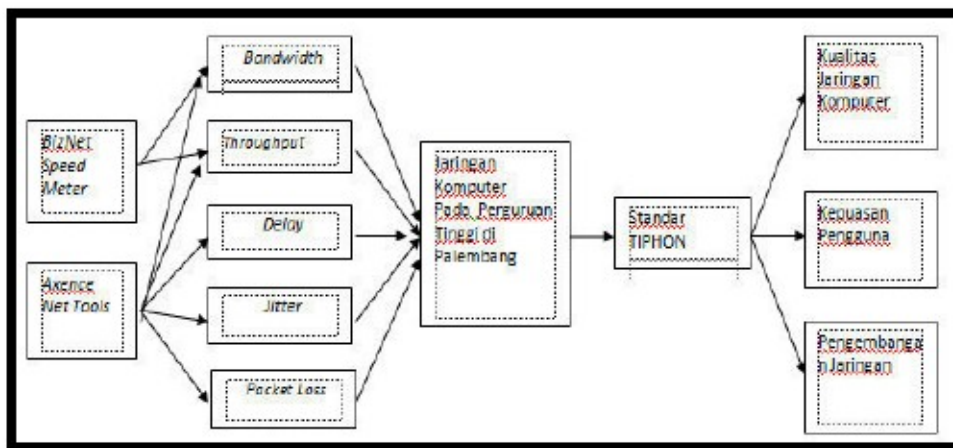 BizNet
Speed
Meter
Axence
Net Tools
Bandwidth
Throughput
Delay
Jitter
Packet Loss
Jaringan
Komputer
Pada Perguruan
Tinggi di
Palembang
Standar
TIPHON
Kualitas
Jaringan
Komputer
Kepuasan
Pengguna
Pengembanga
n Jaringan